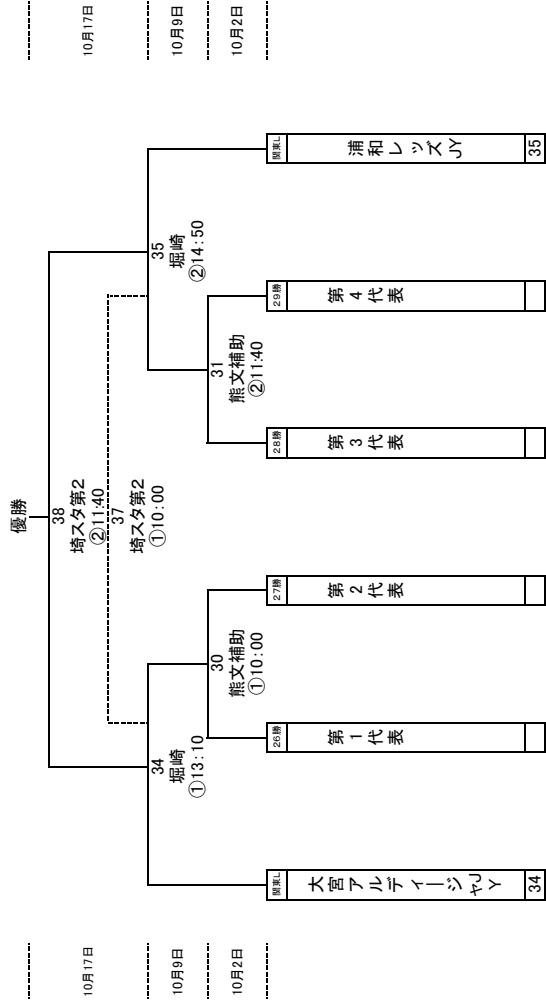 優勝
38
埼スタ第2
②11:40
10月17日
10月17日
37
埼スタ第2
①10:00
34
堀崎
①13:10
35
堀崎
②14:50
10月9日
10月9日
30
熊文補助
①10:00
31
熊文補助
②11:40
10月2日
10月2日
関東L
大宮アルディージャJY
34
26勝
第1代表
27勝
第2代表
28勝
第3代表
29勝
第4代表
関東L
浦和レッズJY
35